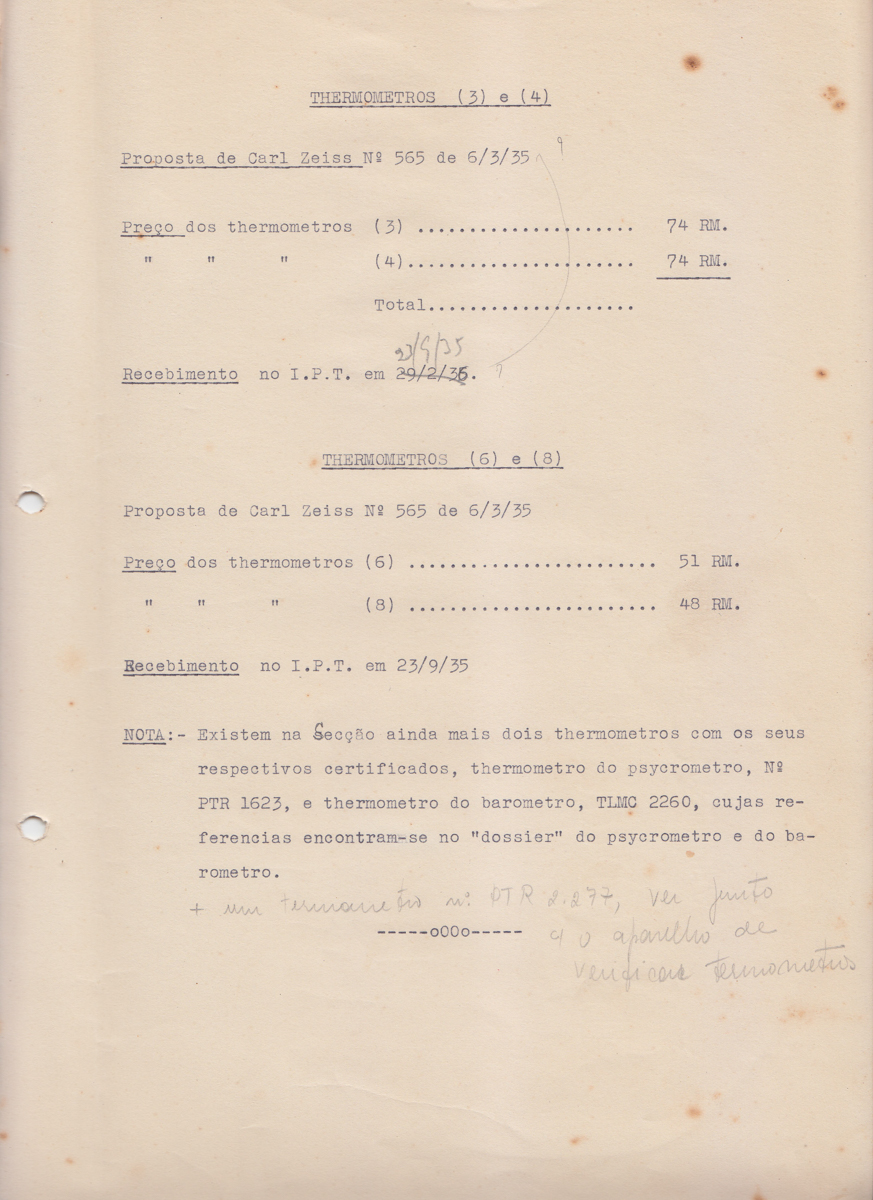 THERMOMETROS (3) e (4)
Proposta de Carl Zeiss Nº 565 de 6/3/35
Preço dos thermometros (3) ..................... 74 RM.
" " " (4)...................... 74 RM.
Total....................
23/9/35
Recebimento no I.P.T. em 29/2/36.
THERMOMETROS (6) e (8)
Proposta de Carl Zeiss Nº 565 de 6/3/35
Preço dos thermometros (6) ........................ 51 RM.
" " " (8) ........................ 48 RM.
Recebimento no I.P.T. em 23/9/35
NOTA:- Existem na Secção ainda mais dois thermometros com os seus
respectivos certificados, thermometro do psycrometro, Nº
PTR 1623, e thermometro do barometro, TLMC 2260, cujas re-
ferencias encontram-se no "dossier" do psycrometro e do ba-
rometro.
+ um termometro nº PTR 2.277, ver junto
-----oOOo-----
o aparelho de
verificar termometros